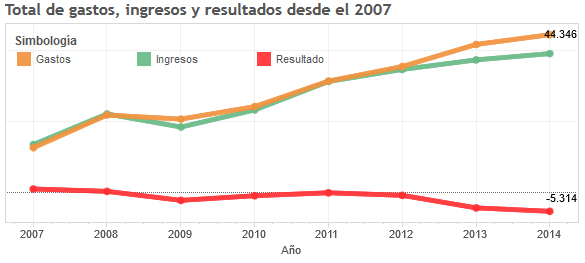 Total de gastos, ingresos y resultados desde el 2007
44.346
Simbología
Gastos Ingresos Resultado
-5.314
2007 2008 2009 2010 2011 2012 2013 2014
Año